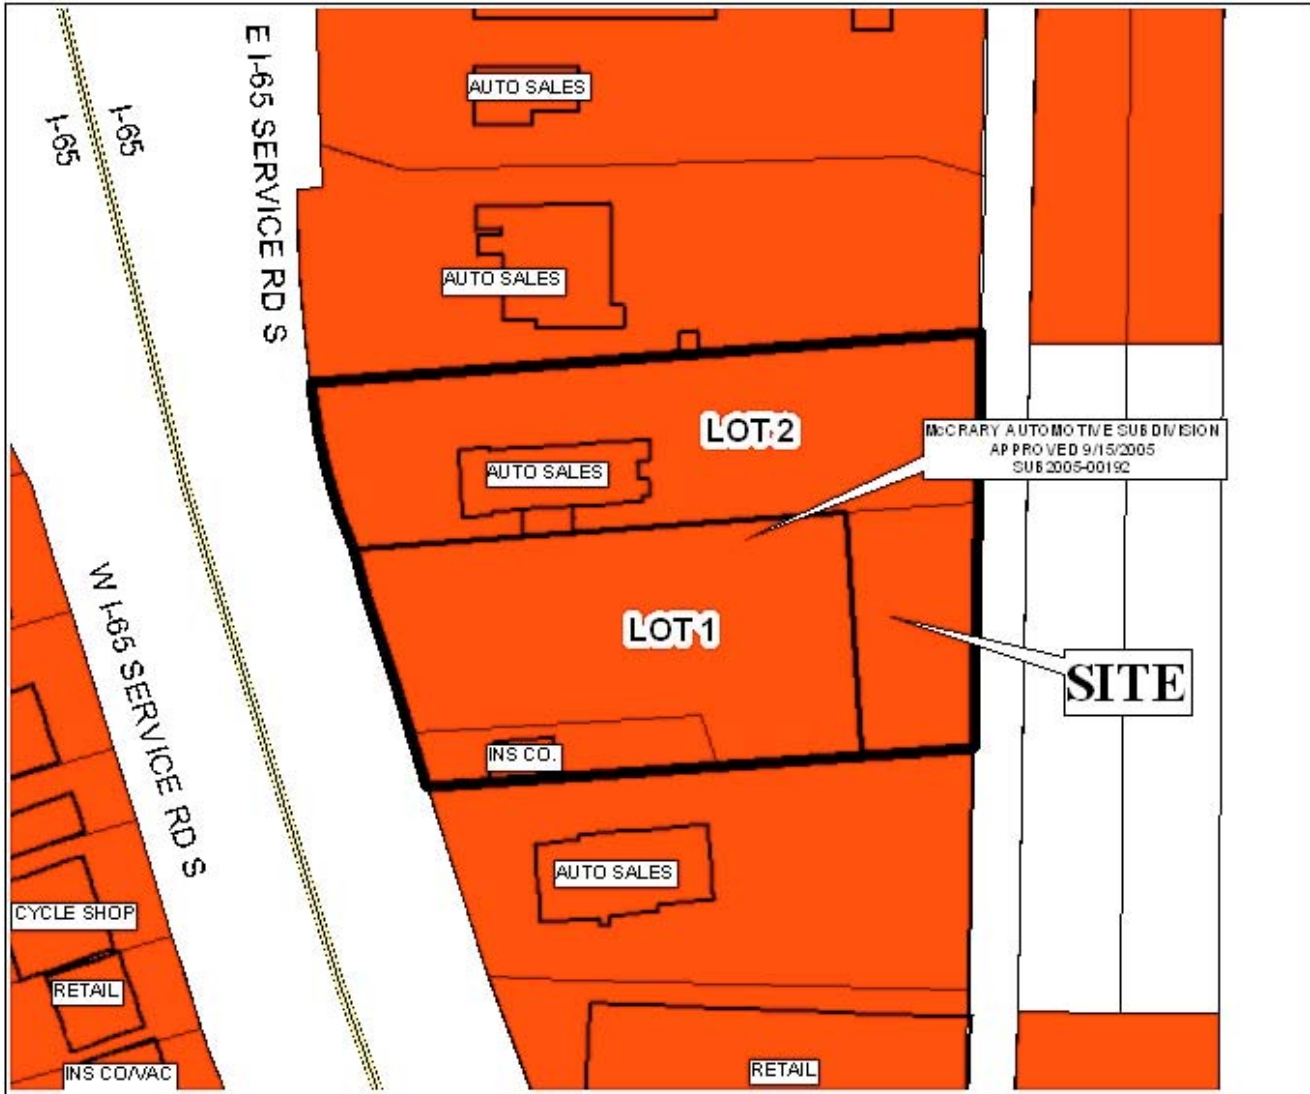 E I-65 SERVICE RD S
I-65
I-65
AUTO SALES
AUTO SALES
LOT 2
McCRARY AUTOMOTIVE SUBDIVISION
APPROVED 9/15/2005
SUB2005-00192
AUTO SALES
LOT 1
SITE
W I-65 SERVICE RD S
INS CO.
AUTO SALES
CYCLE SHOP
RETAIL
INS CO/VAC
RETAIL